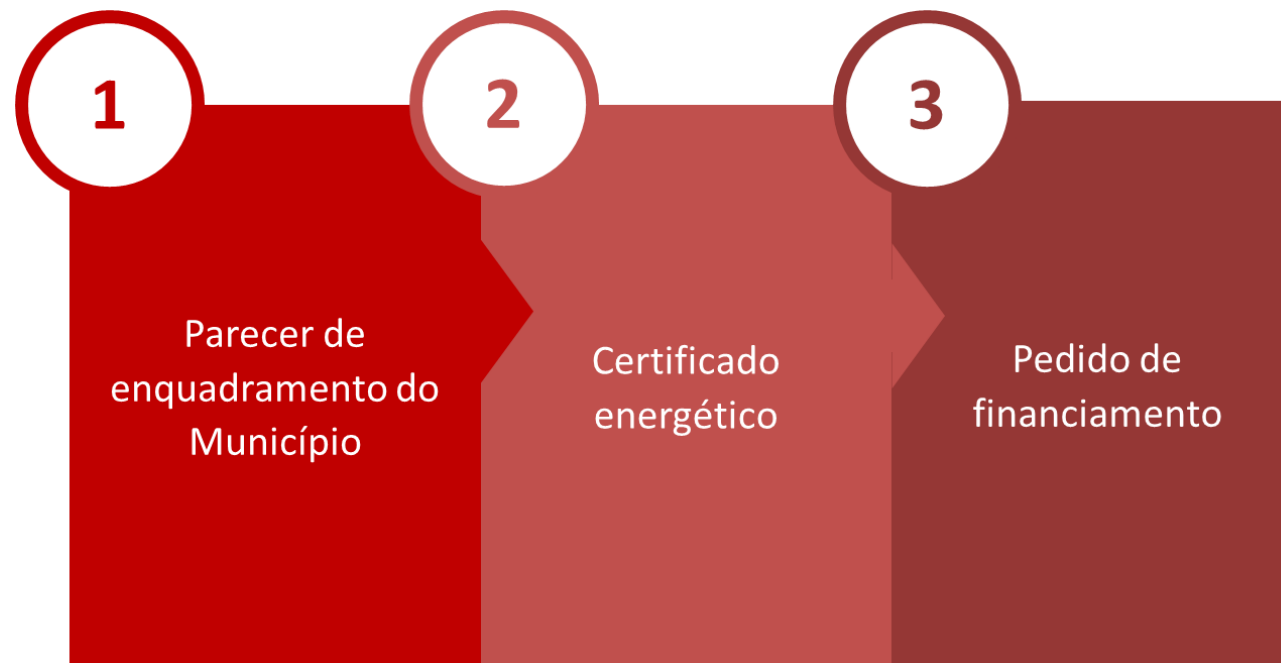 1
Parecer de
enquadramento do
Município
2
Certificado
energético
3
Pedido de
financiamento